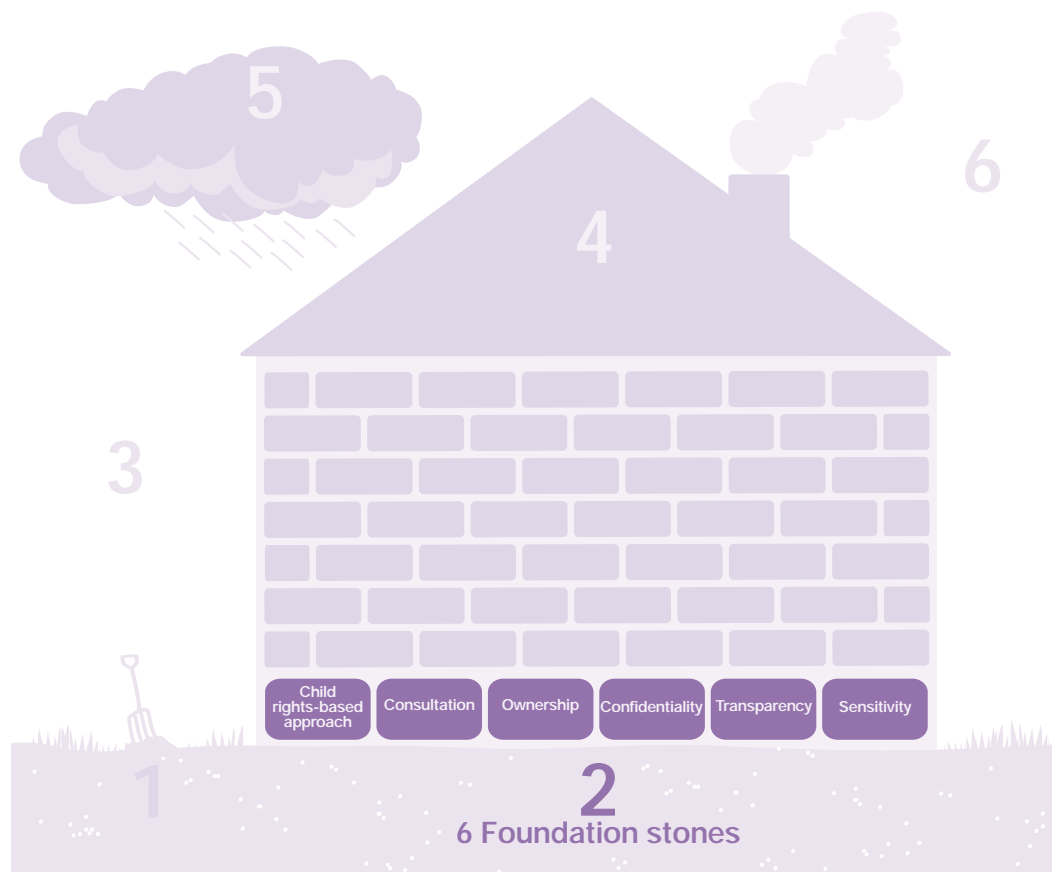 5
6
4
3
Child
rights-based
approach
Consultation
Ownership
Confidentiality
Transparency
Sensitivity
1
2
6 Foundation stones